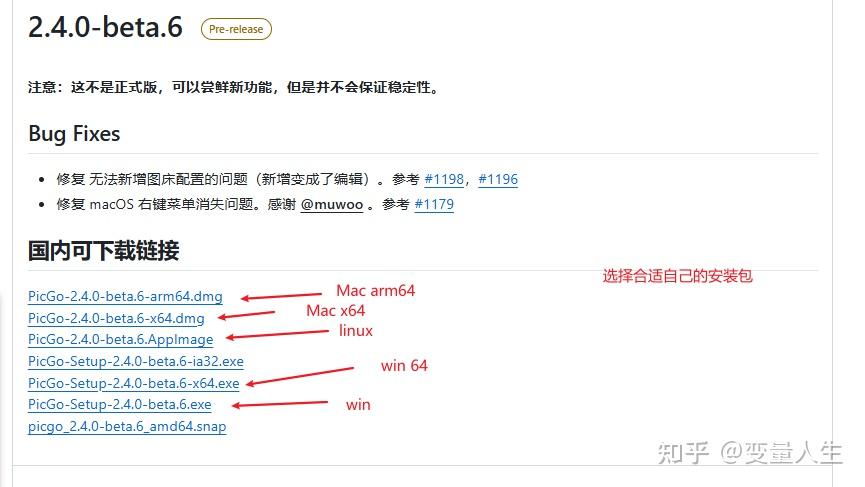 2.4.0-beta.6 Pre-release
注意：这不是正式版，可以尝鲜新功能，但是并不会保证稳定性。
Bug Fixes
• 修复 无法新增图床配置的问题（新增变成了编辑）。参考 #1198，#1196
• 修复 macOS 右键菜单消失问题。感谢 @muwoo 。参考 #1179
国内可下载链接
选择合适自己的安装包
PicGo-2.4.0-beta.6-arm64.dmg Mac arm64
PicGo-2.4.0-beta.6-x64.dmg Mac x64
PicGo-2.4.0-beta.6.AppImage linux
PicGo-Setup-2.4.0-beta.6-ia32.exe
PicGo-Setup-2.4.0-beta.6-x64.exe win 64
PicGo-Setup-2.4.0-beta.6.exe win
picgo_2.4.0-beta.6_amd64.snap
知乎 @变量人生